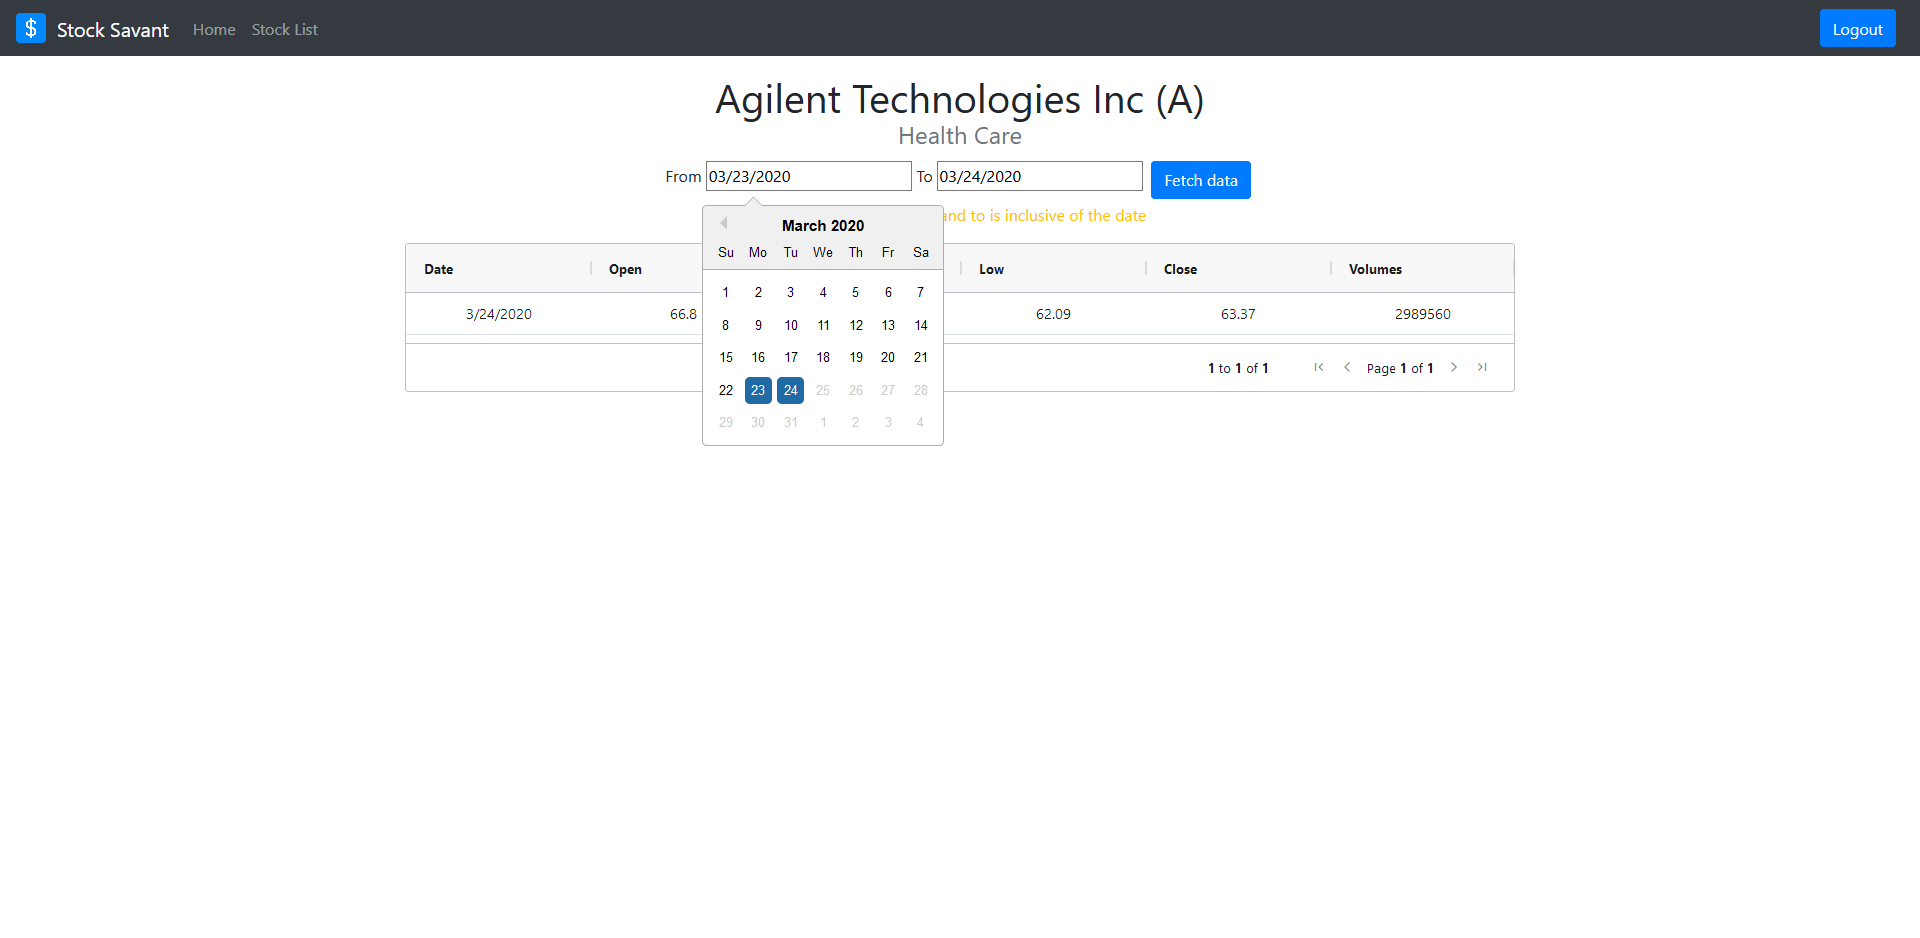 $ Stock Savant Home Stock List Logout
Agilent Technologies Inc (A)
Health Care
From 03/23/2020 To 03/24/2020 Fetch data
and to is inclusive of the date
March 2020
Su Mo Tu We Th Fr Sa
1 2 3 4 5 6 7
8 9 10 11 12 13 14
15 16 17 18 19 20 21
22 23 24 25 26 27 28
29 30 31 1 2 3 4
Date Open Low Close Volumes
3/24/2020 66.8 62.09 63.37 2989560
1 to 1 of 1 Page 1 of 1